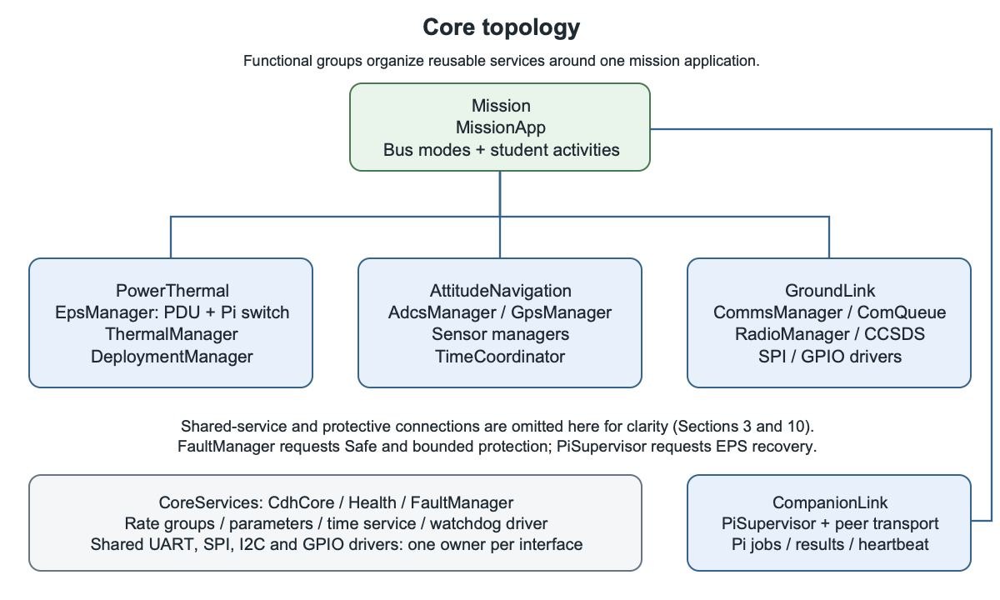 Core topology
Functional groups organize reusable services around one mission application.
Mission
MissionApp
Bus modes + student activities
PowerThermal
EpsManager: PDU + Pi switch
ThermalManager
DeploymentManager
AttitudeNavigation
AdcsManager / GpsManager
Sensor managers
TimeCoordinator
GroundLink
CommsManager / ComQueue
RadioManager / CCSDS
SPI / GPIO drivers
Shared-service and protective connections are omitted here for clarity (Sections 3 and 10).
FaultManager requests Safe and bounded protection; PiSupervisor requests EPS recovery.
CoreServices: CdhCore / Health / FaultManager
Rate groups / parameters / time service / watchdog driver
Shared UART, SPI, I2C and GPIO drivers: one owner per interface
CompanionLink
PiSupervisor + peer transport
Pi jobs / results / heartbeat